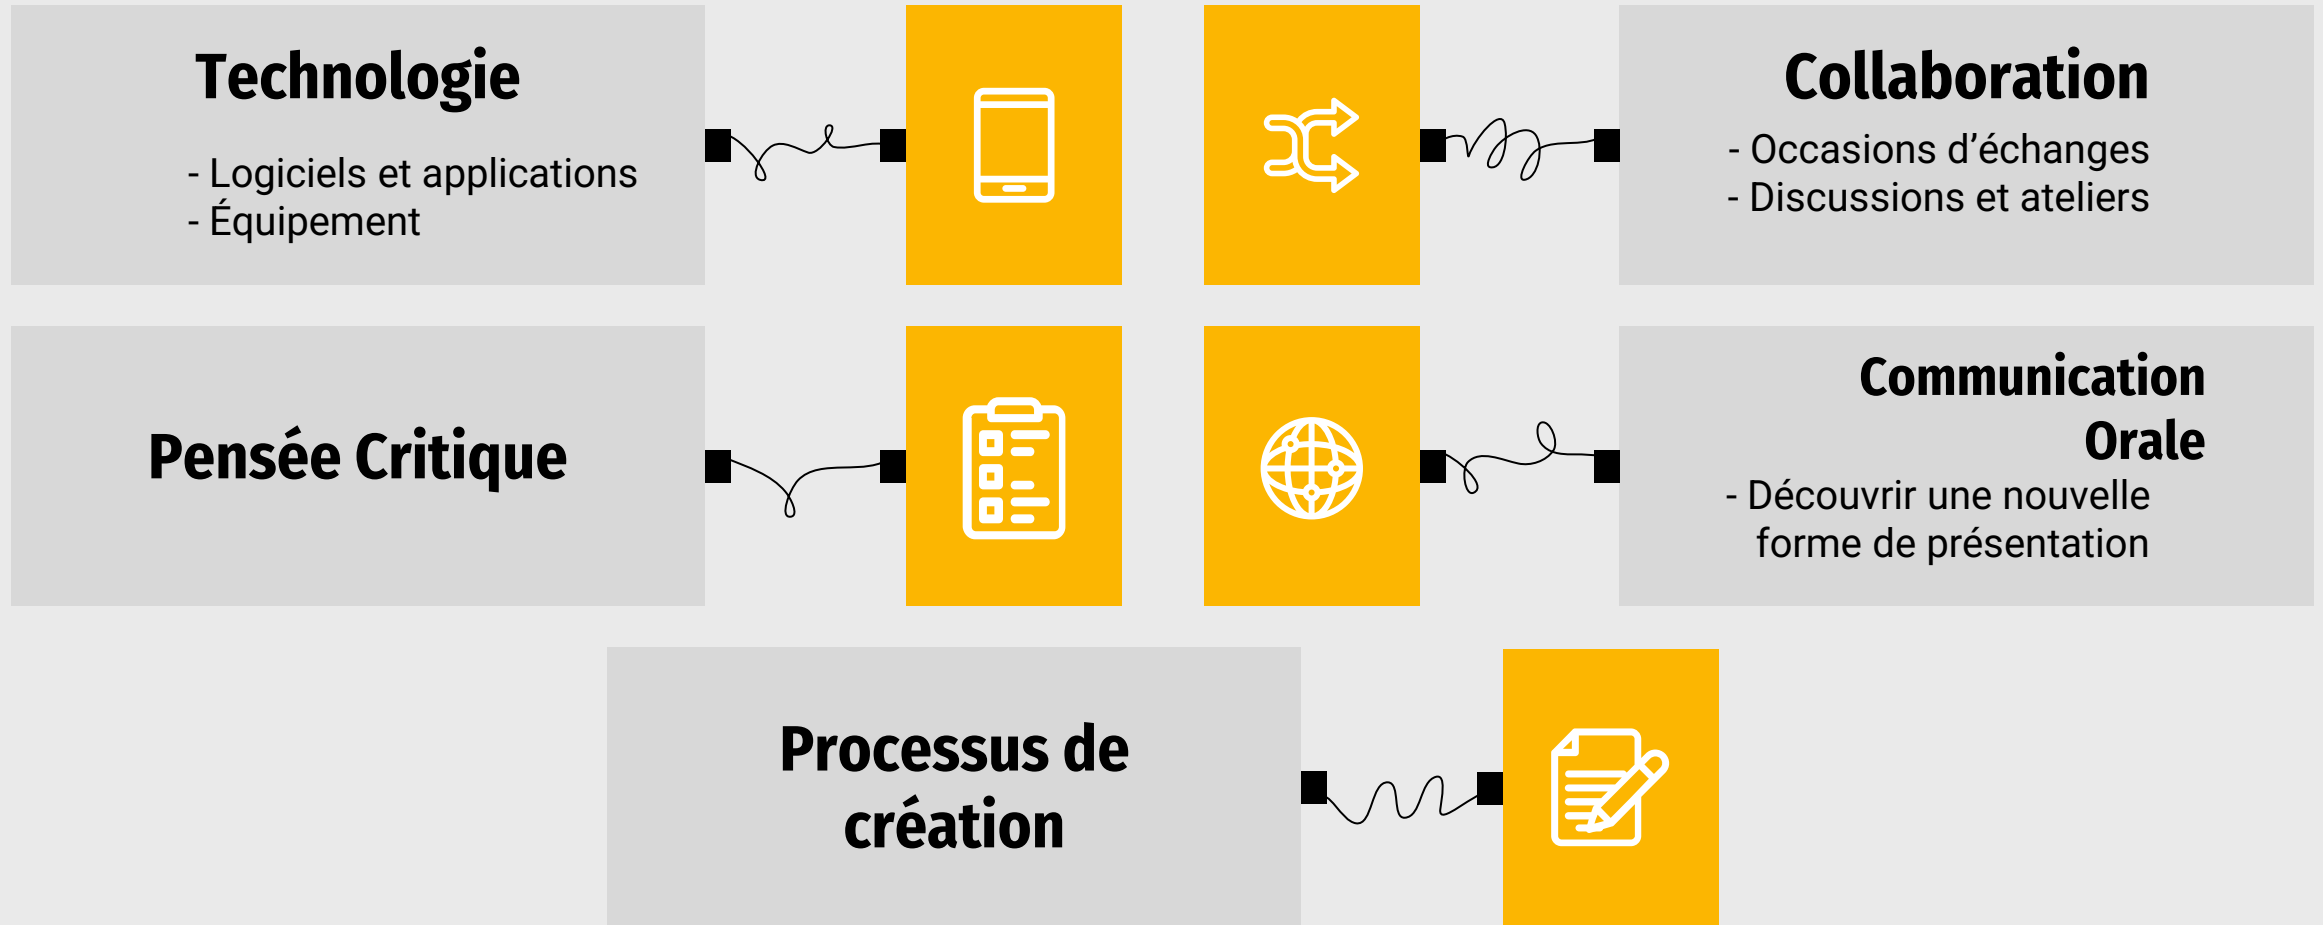 Technologie
- Logiciels et applications
- Équipement
Collaboration
- Occasions d’échanges
- Discussions et ateliers
Pensée Critique
Communication
Orale
- Découvrir une nouvelle
forme de présentation
Processus de
création